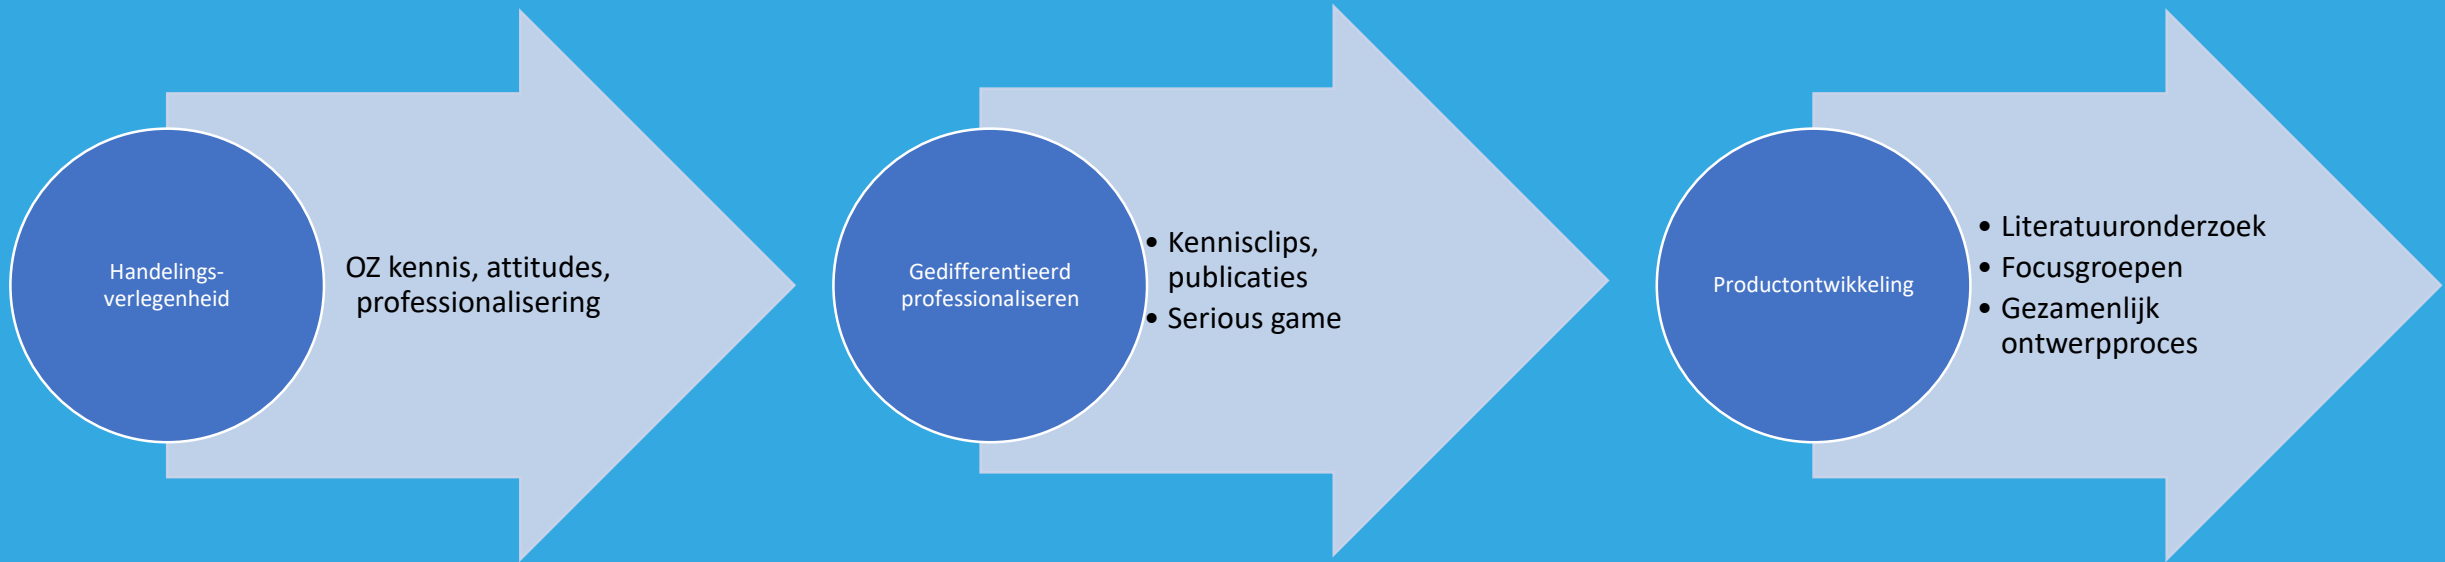 Handelings-
verlegenheid
OZ kennis, attitudes,
professionalisering
Gedifferentieerd
professionaliseren
• Kennisclips,
publicaties
• Serious game
Productontwikkeling
• Literatuuronderzoek
• Focusgroepen
• Gezamenlijk
ontwerpproces